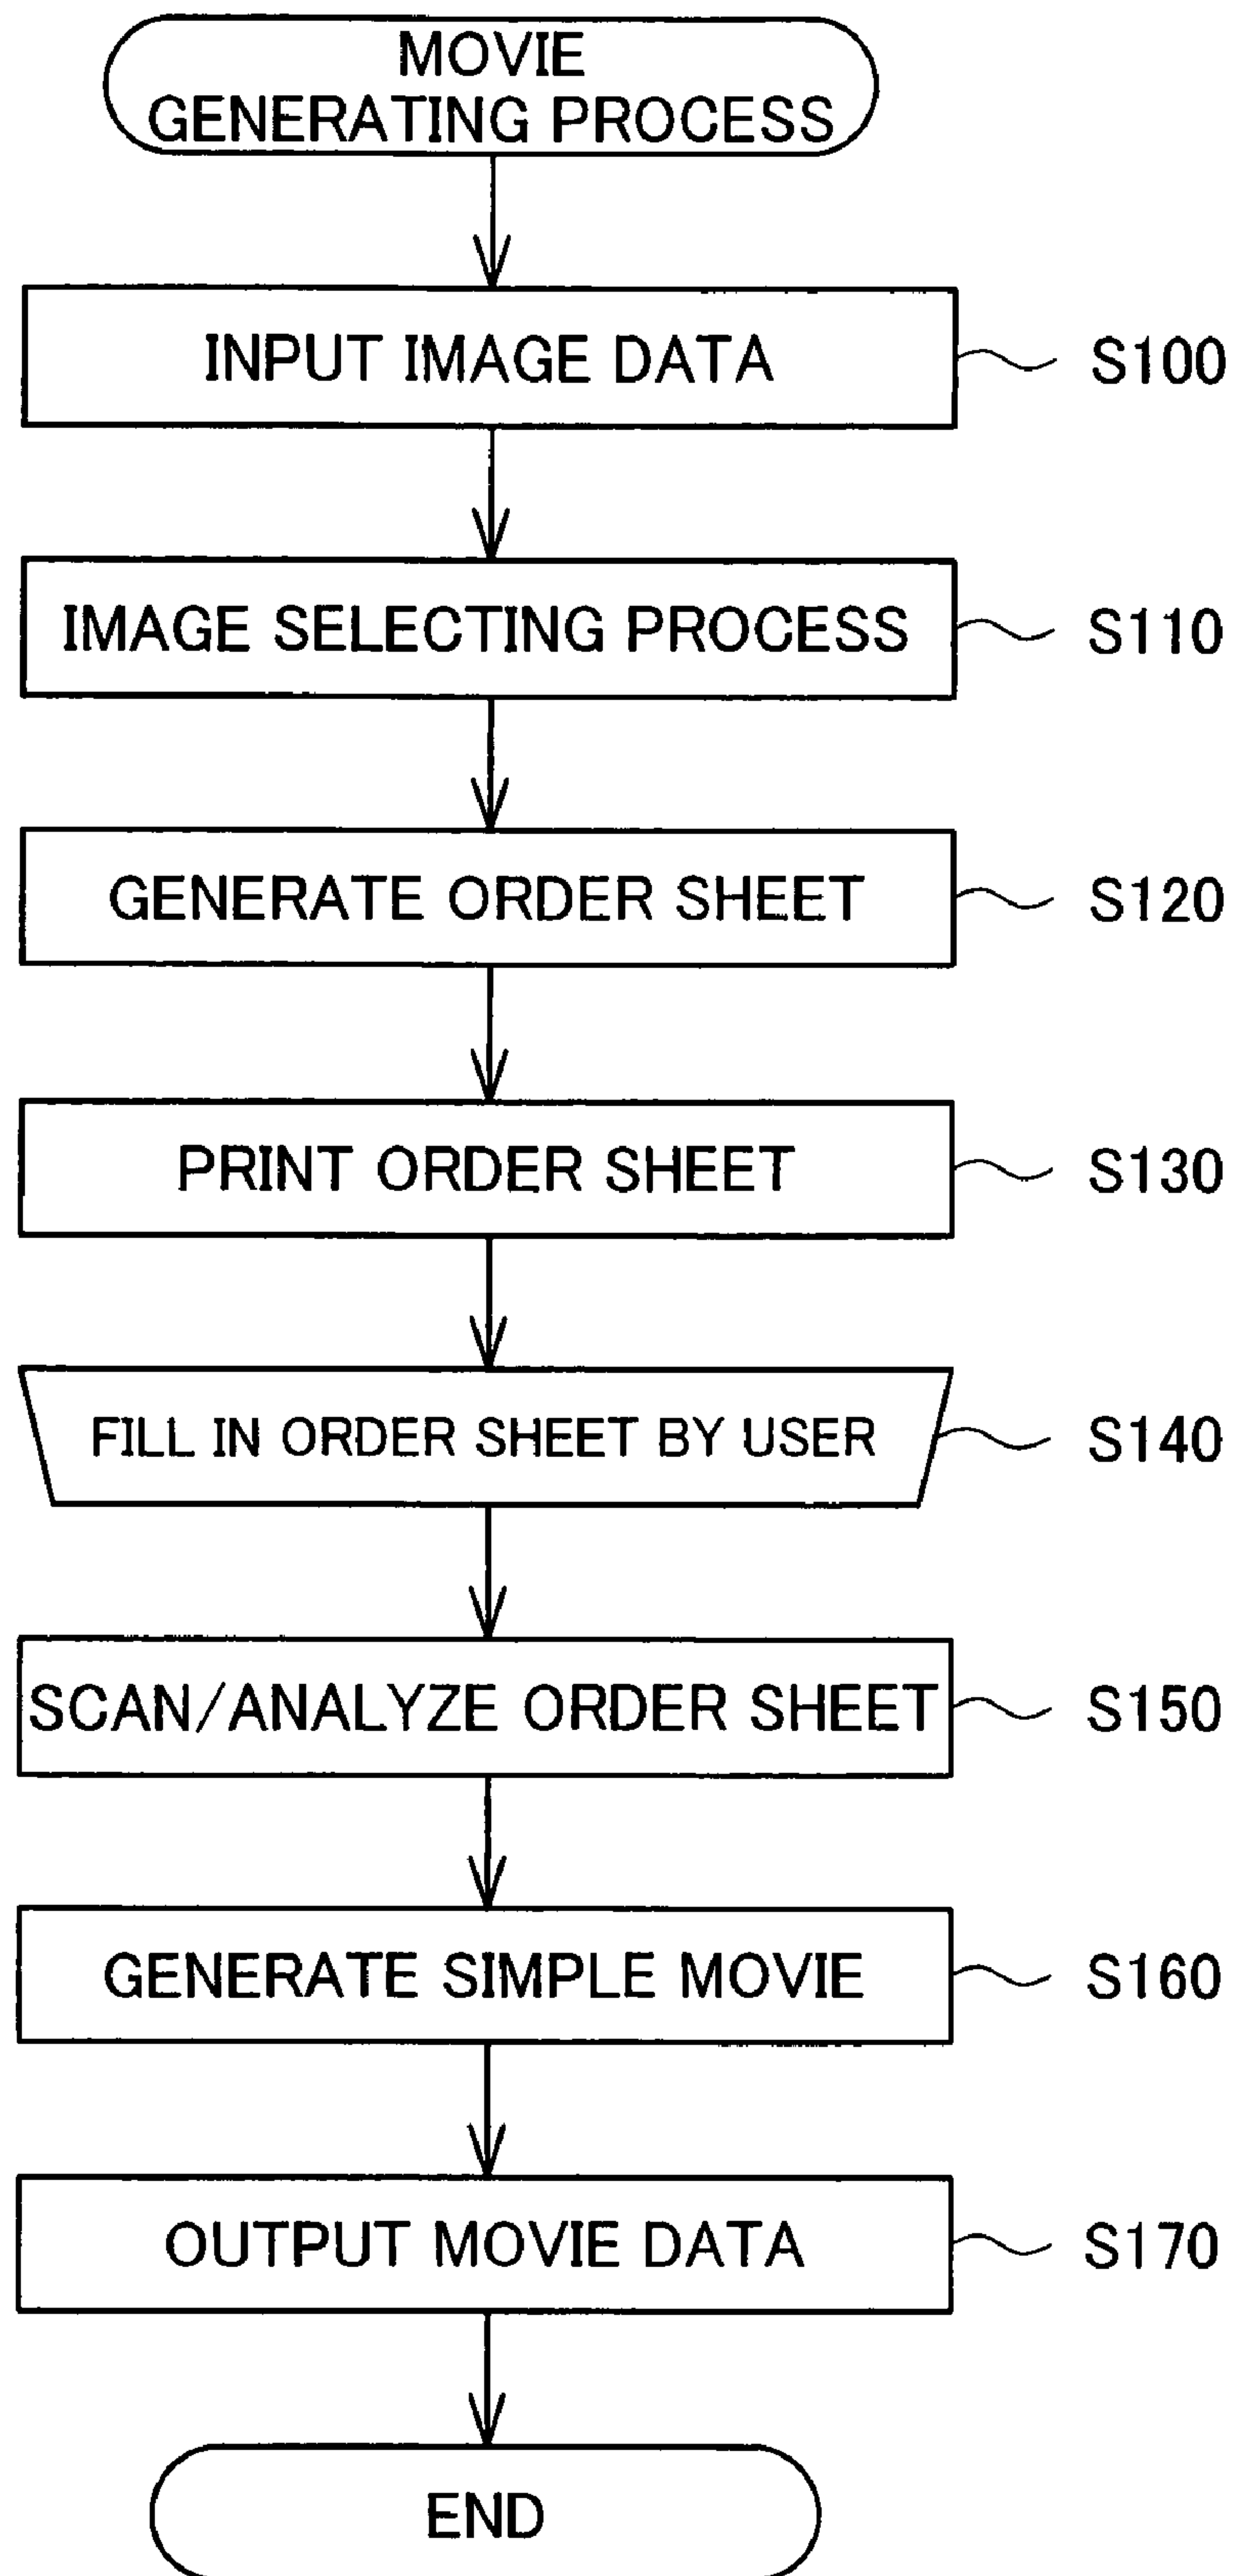 MOVIE
GENERATING PROCESS
INPUT IMAGE DATA S100
IMAGE SELECTING PROCESS S110
GENERATE ORDER SHEET S120
PRINT ORDER SHEET S130
FILL IN ORDER SHEET BY USER S140
SCAN/ANALYZE ORDER SHEET S150
GENERATE SIMPLE MOVIE S160
OUTPUT MOVIE DATA S170
END